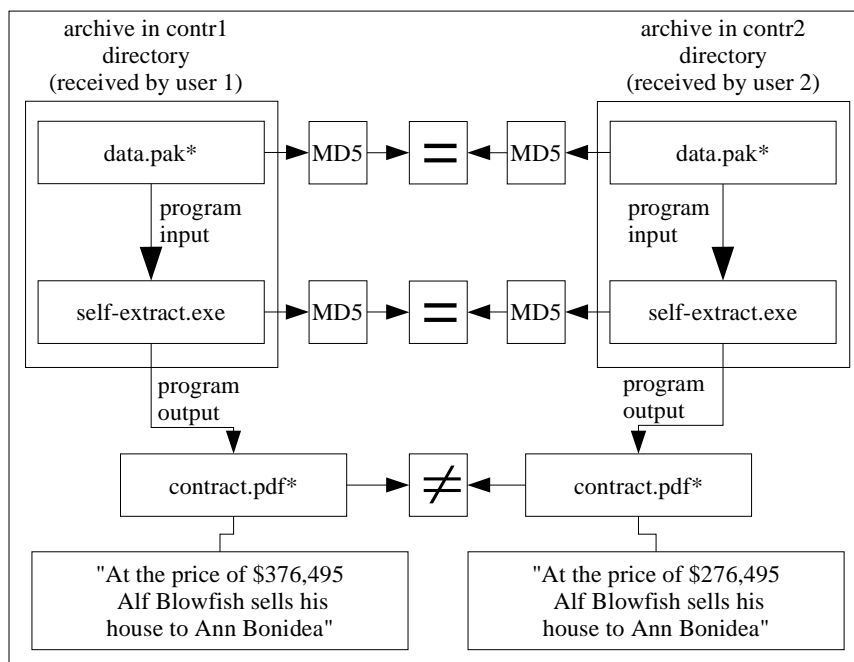 archive in contr1
directory
(received by user 1)
archive in contr2
directory
(received by user 2)
data.pak*
MD5
=
MD5
data.pak*
program
input
program
input
self-extract.exe
MD5
=
MD5
self-extract.exe
program
output
program
output
contract.pdf*
≠
contract.pdf*
"At the price of $376,495
Alf Blowfish sells his
house to Ann Bonidea"
"At the price of $276,495
Alf Blowfish sells his
house to Ann Bonidea"